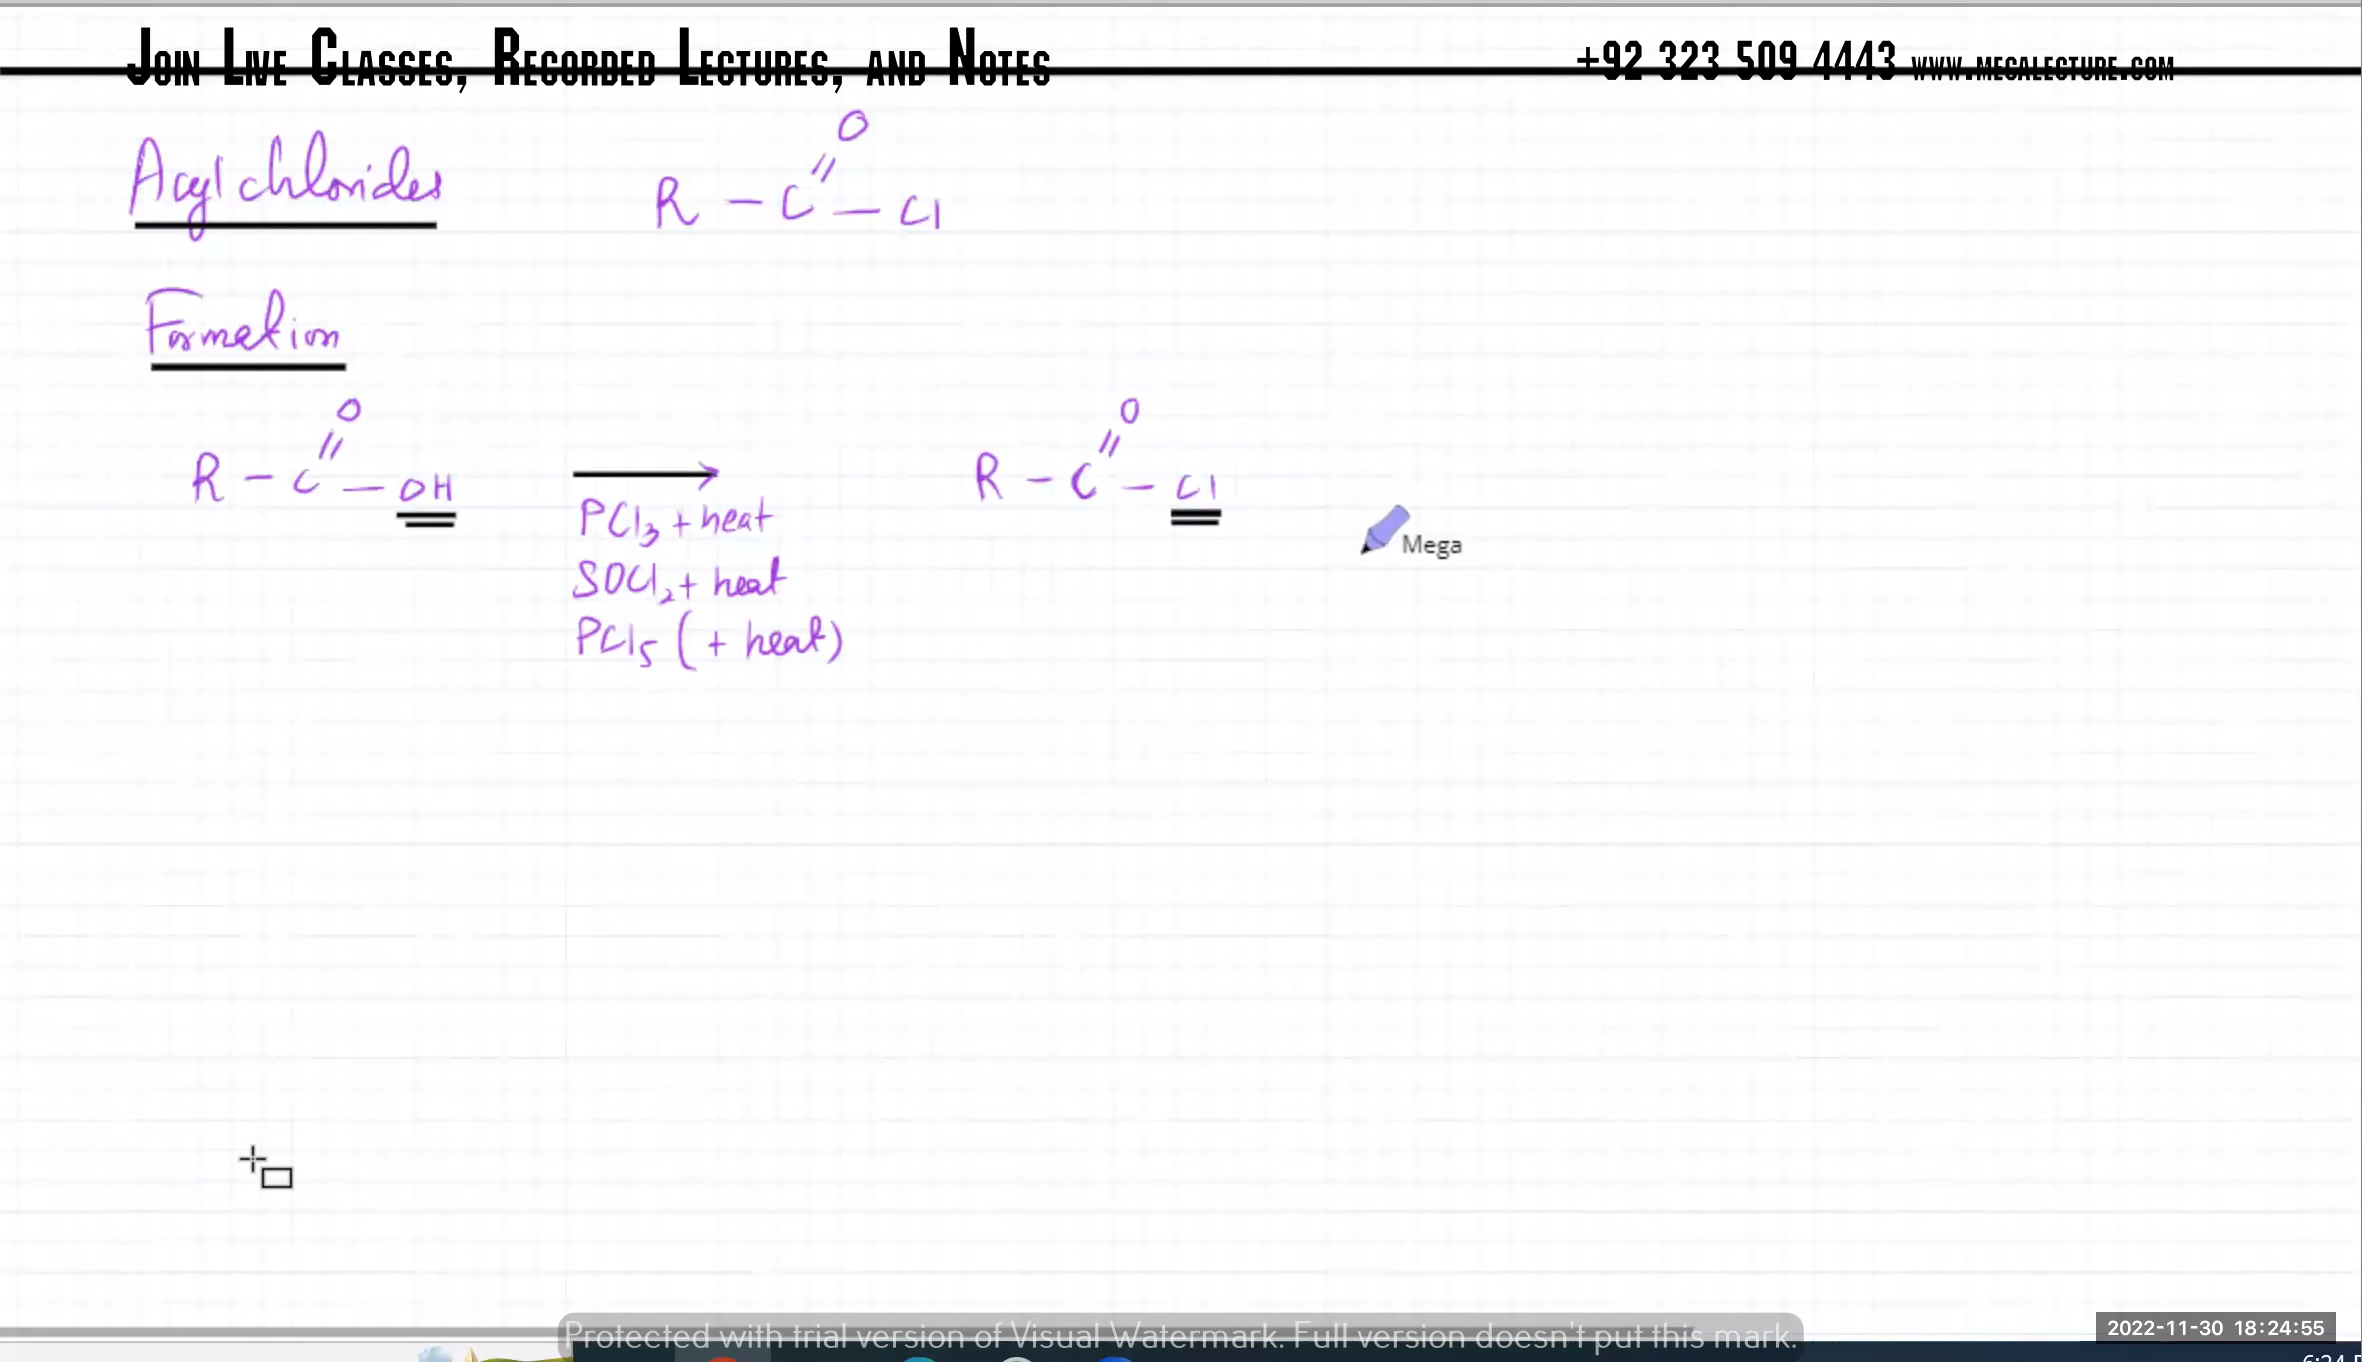 Join Live Classes, Recorded Lectures, and Notes
+92 323 509 4443 www.megalecture.com
Acyl chlorides
O
R - C - Cl
Formation
O
R - C - OH
PCl3 + heat
SOCl2 + heat
PCl5 (+ heat)
O
R - C - Cl
Mega
Protected with trial version of Visual Watermark. Full version doesn't put this mark.
2022-11-30 18:24:55